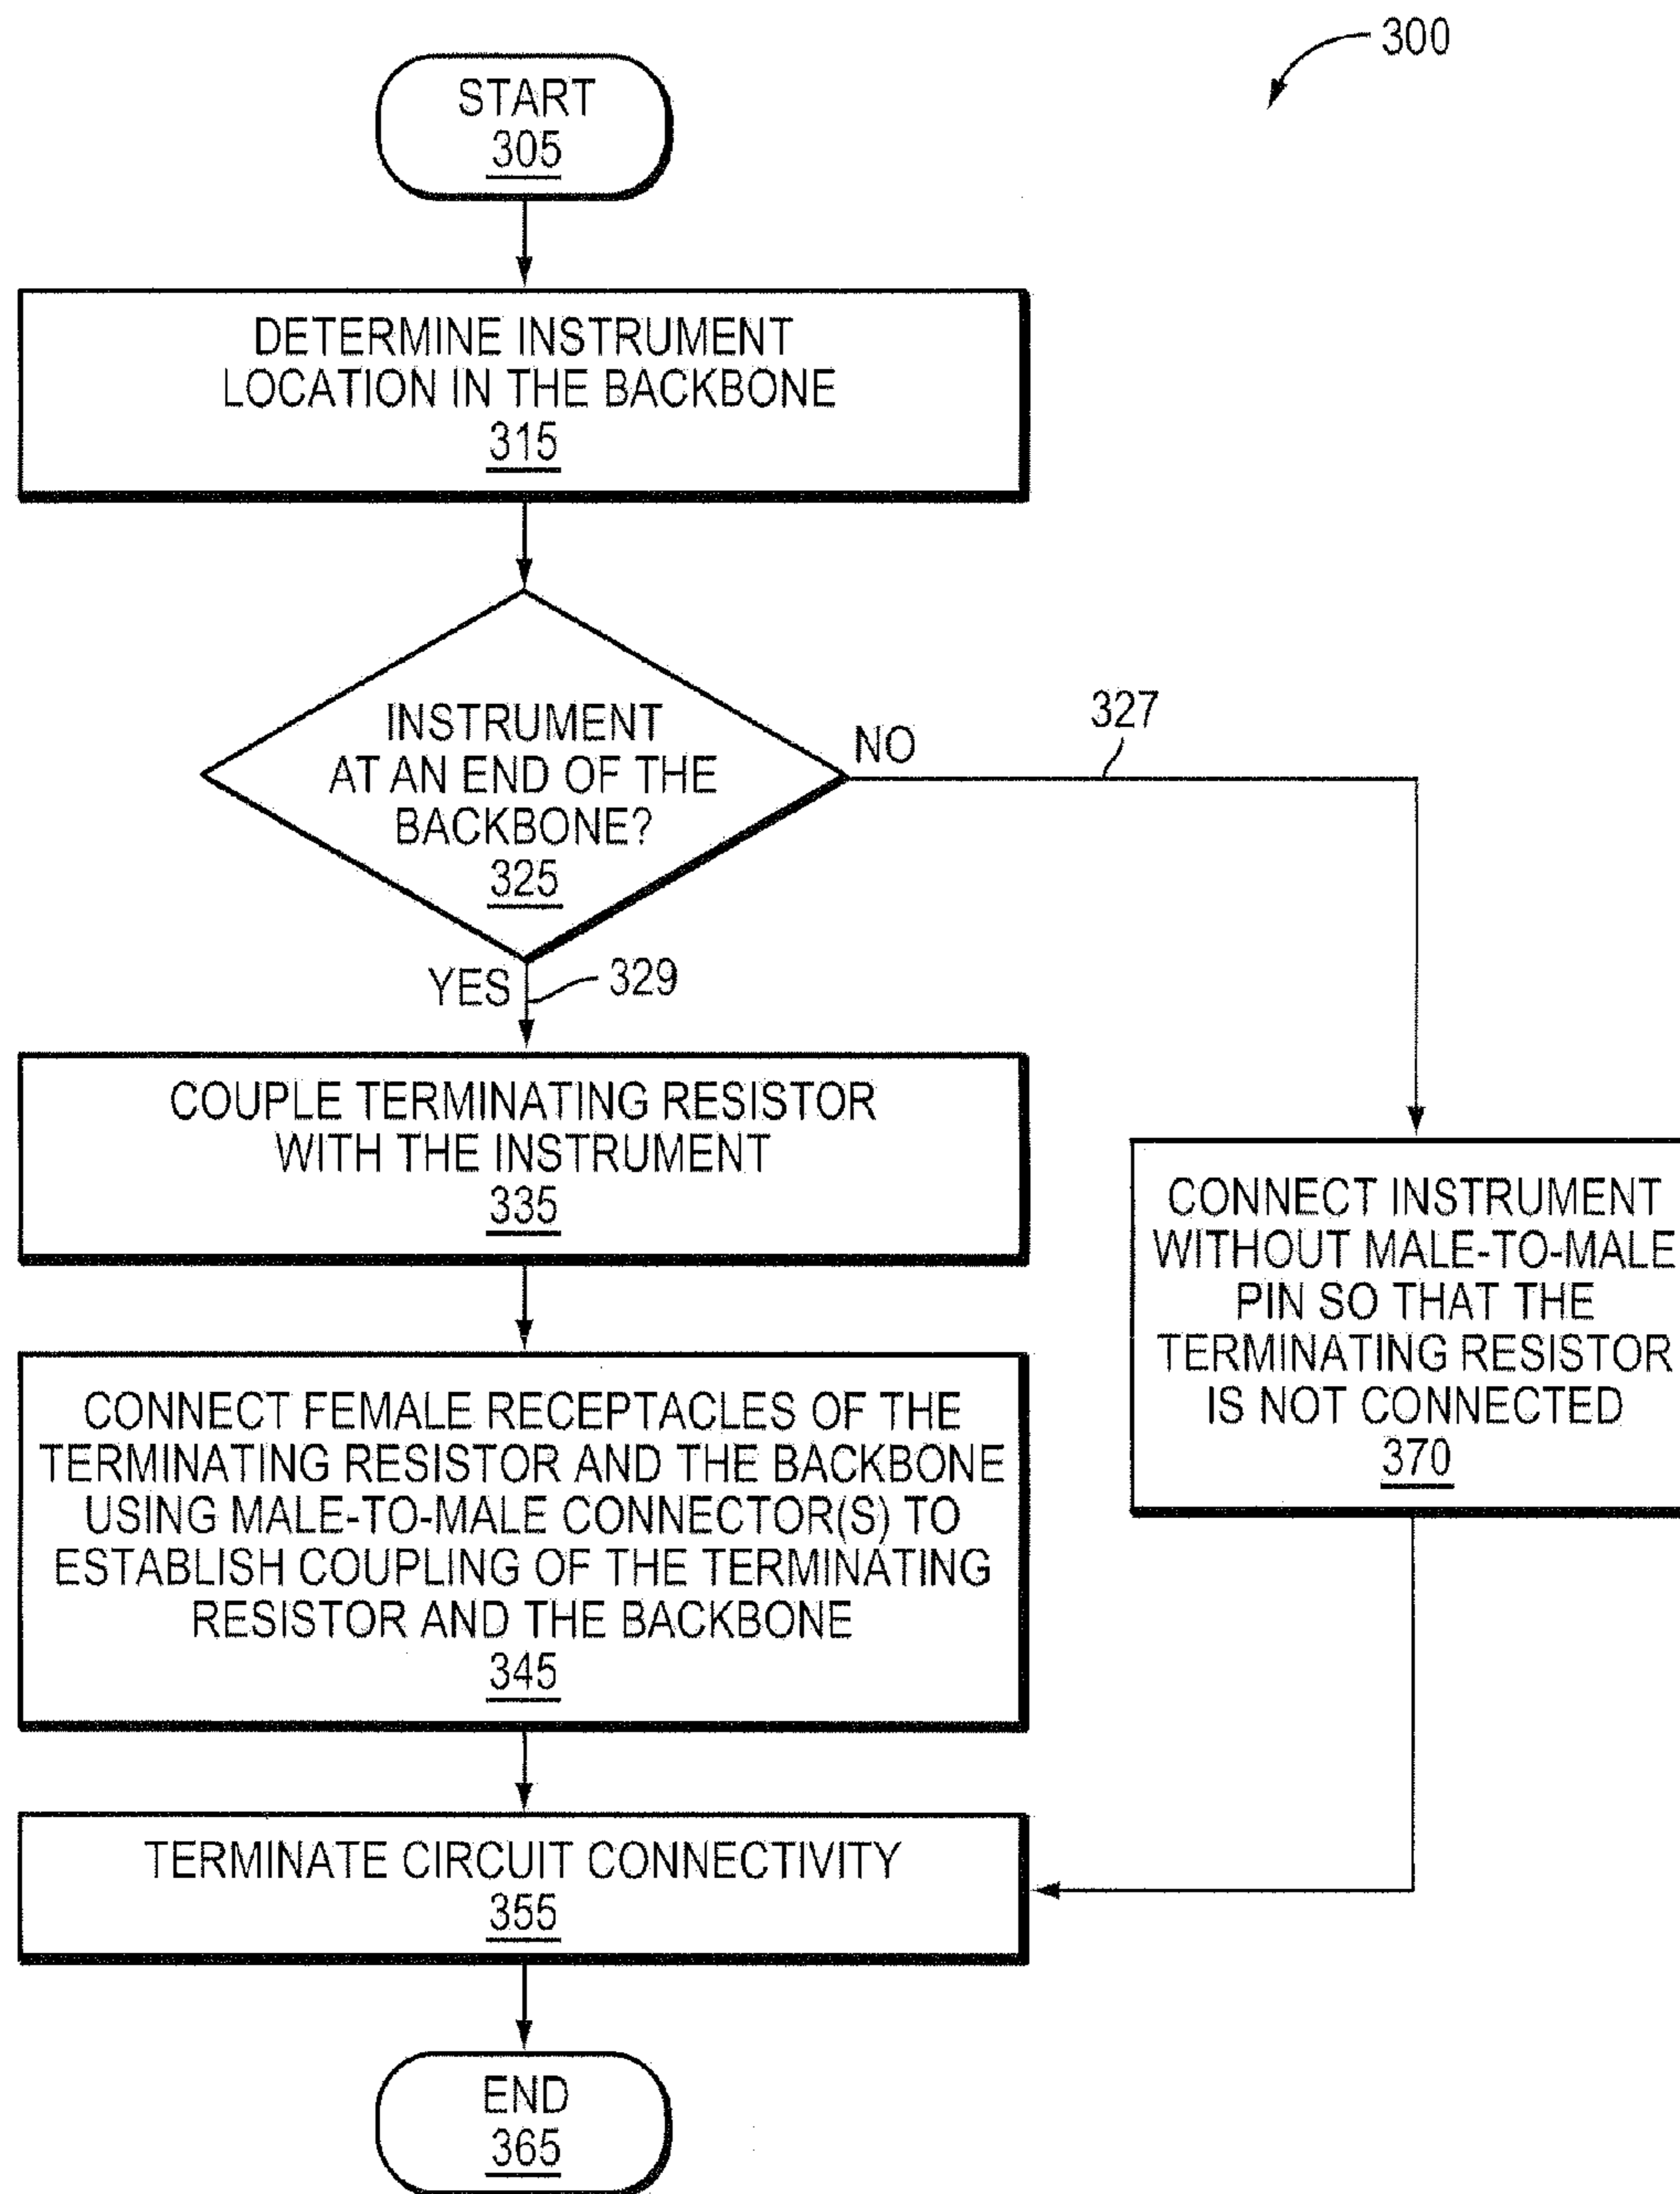 300
START
305
DETERMINE INSTRUMENT
LOCATION IN THE BACKBONE
315
INSTRUMENT
AT AN END OF THE
BACKBONE?
325
NO
327
YES
329
COUPLE TERMINATING RESISTOR
WITH THE INSTRUMENT
335
CONNECT INSTRUMENT
WITHOUT MALE-TO-MALE
PIN SO THAT THE
TERMINATING RESISTOR
IS NOT CONNECTED
370
CONNECT FEMALE RECEPTACLES OF THE
TERMINATING RESISTOR AND THE BACKBONE
USING MALE-TO-MALE CONNECTOR(S) TO
ESTABLISH COUPLING OF THE TERMINATING
RESISTOR AND THE BACKBONE
345
TERMINATE CIRCUIT CONNECTIVITY
355
END
365